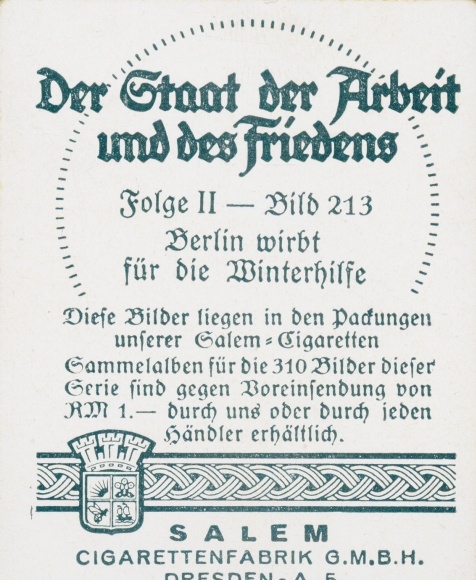 Der Staat der Arbeit
und des Friedens
Folge II — Bild 213
Berlin wirbt
für die Winterhilfe
Diese Bilder liegen in den Packungen
unserer Salem-Cigaretten
Sammelalben für die 310 Bilder dieser
Serie sind gegen Voreinsendung von
RM 1.— durch uns oder durch jeden
Händler erhältlich.
SALEM
CIGARETTENFABRIK G.M.B.H.
DRESDEN-A. 5